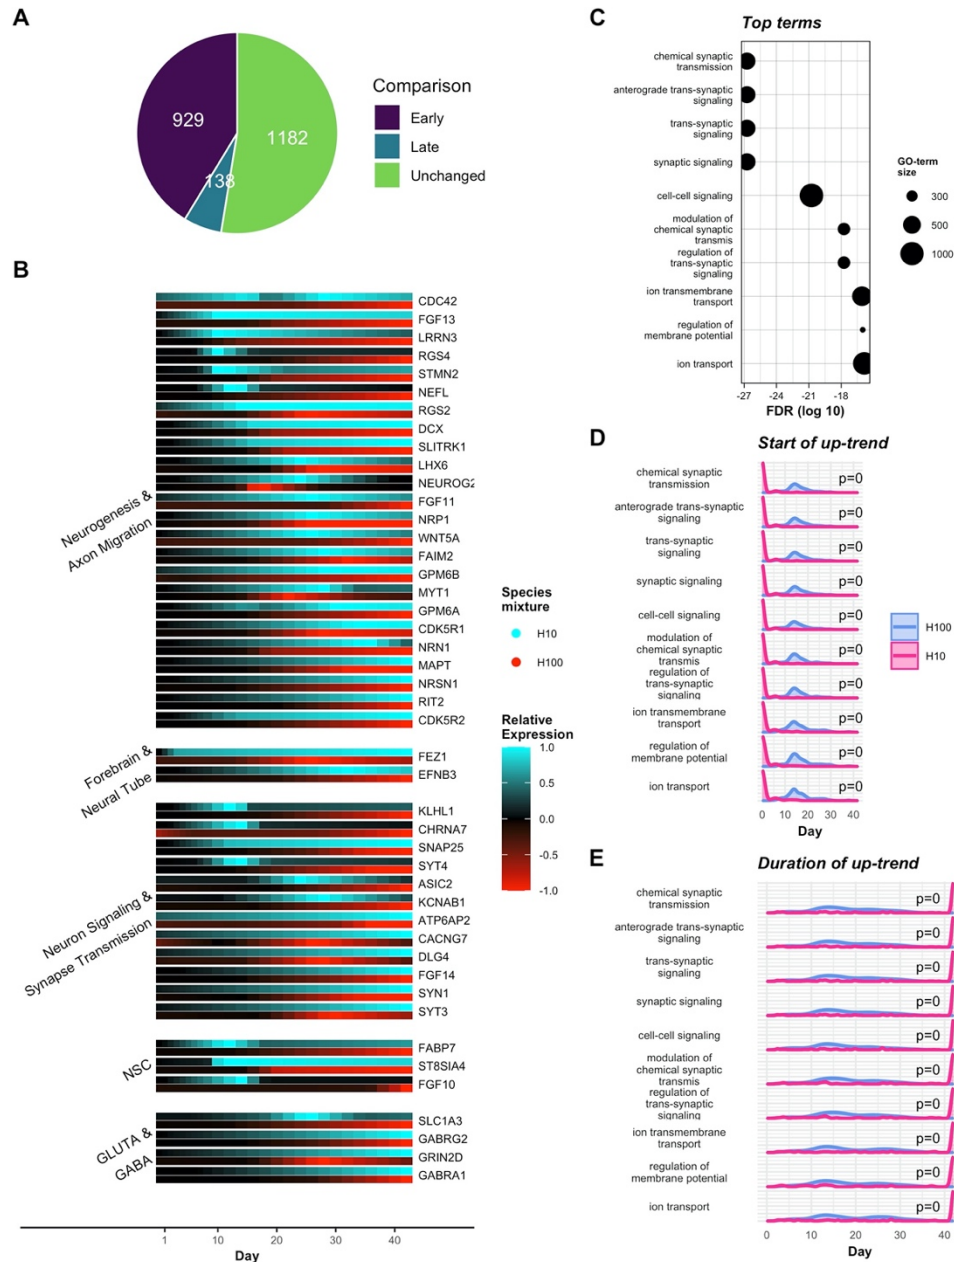 A
929
1182
138
Comparison
Early
Late
Unchanged
B
Neurogenesis &
Axon Migration
CDC42
FGF13
LRRN3
RGS4
STMN2
NEFL
RGS2
DCX
SLITRK1
LHX6
NEUROG2
FGF11
NRP1
WNT5A
FAIM2
GPM6B
MYT1
GPM6A
CDK5R1
NRN1
MAPT
NRSN1
RIT2
CDK5R2
Forebrain &
Neural Tube
FEZ1
EFNB3
Neuron Signaling &
Synapse Transmission
KLHL1
CHRNA7
SNAP25
SYT4
ASIC2
KCNAB1
ATP6AP2
CACNG7
DLG4
FGF14
SYN1
SYT3
NSC
FABP7
ST8SIA4
FGF10
GLUTA &
GABA
SLC1A3
GABRG2
GRIN2D
GABRA1
1 10 20 30 40
Day
Species
mixture
H10
H100
Relative
Expression
1.0
0.5
0.0
-0.5
-1.0
C
Top terms
chemical synaptic
transmission
anterograde trans-synaptic
signaling
trans-synaptic
signaling
synaptic signaling
cell-cell signaling
modulation of
chemical synaptic
transmis
regulation of
trans-synaptic
signaling
ion transmembrane
transport
regulation of
membrane potential
ion transport
-27 -24 -21 -18
FDR (log 10)
GO-term
size
300
500
1000
D
Start of up-trend
chemical synaptic
transmission
p=0
anterograde trans-synaptic
signaling
p=0
trans-synaptic
signaling
p=0
synaptic signaling
p=0
cell-cell signaling
p=0
modulation of
chemical synaptic
transmis
p=0
regulation of
trans-synaptic
signaling
p=0
ion transmembrane
transport
p=0
regulation of
membrane potential
p=0
ion transport
p=0
0 10 20 30 40
Day
H100
H10
E
Duration of up-trend
chemical synaptic
transmission
p=0
anterograde trans-synaptic
signaling
p=0
trans-synaptic
signaling
p=0
synaptic signaling
p=0
cell-cell signaling
p=0
modulation of
chemical synaptic
transmis
p=0
regulation of
trans-synaptic
signaling
p=0
ion transmembrane
transport
p=0
regulation of
membrane potential
p=0
ion transport
p=0
0 10 20 30 40
Day